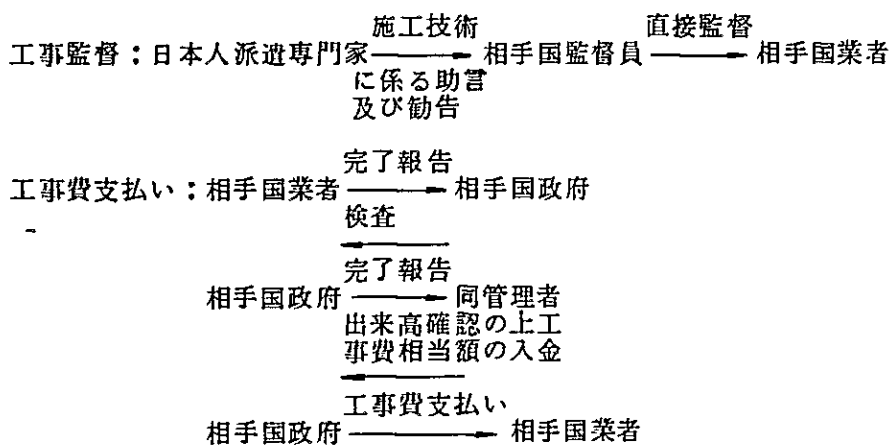 施工技術
工事監督：日本人派遣専門家 → 相手国監督員 → 相手国業者
直接監督
に係る助言
及び勧告
完了報告
工事費支払い：相手国業者 → 相手国政府
検査
←
完了報告
相手国政府 → 同管理者
出来高確認の上工
事費相当額の入金
←
工事費支払い
相手国政府 → 相手国業者